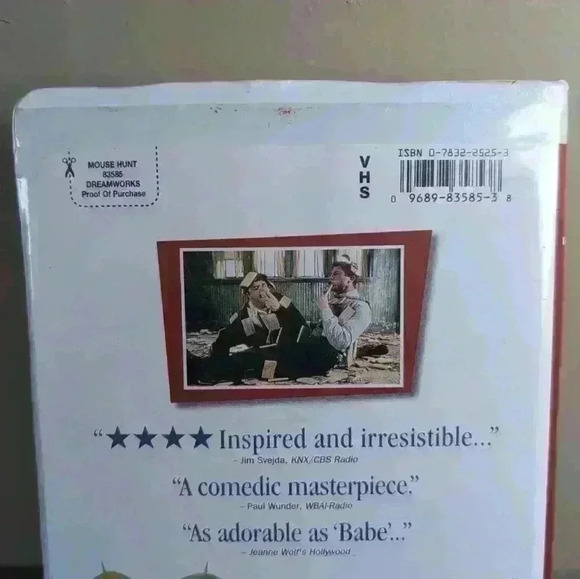 MOUSE HUNT
83585
DREAMWORKS
Proof Of Purchase
VHS
ISBN 0-7832-2525-3
0 9689-83585-3 8
“★★★★ Inspired and irresistible...”
– Jim Svejda, KNX/CBS Radio
“A comedic masterpiece.”
– Paul Wunder, WBAI-Radio
“As adorable as ‘Babe’...”
– Jeanne Wolf's Hollywood